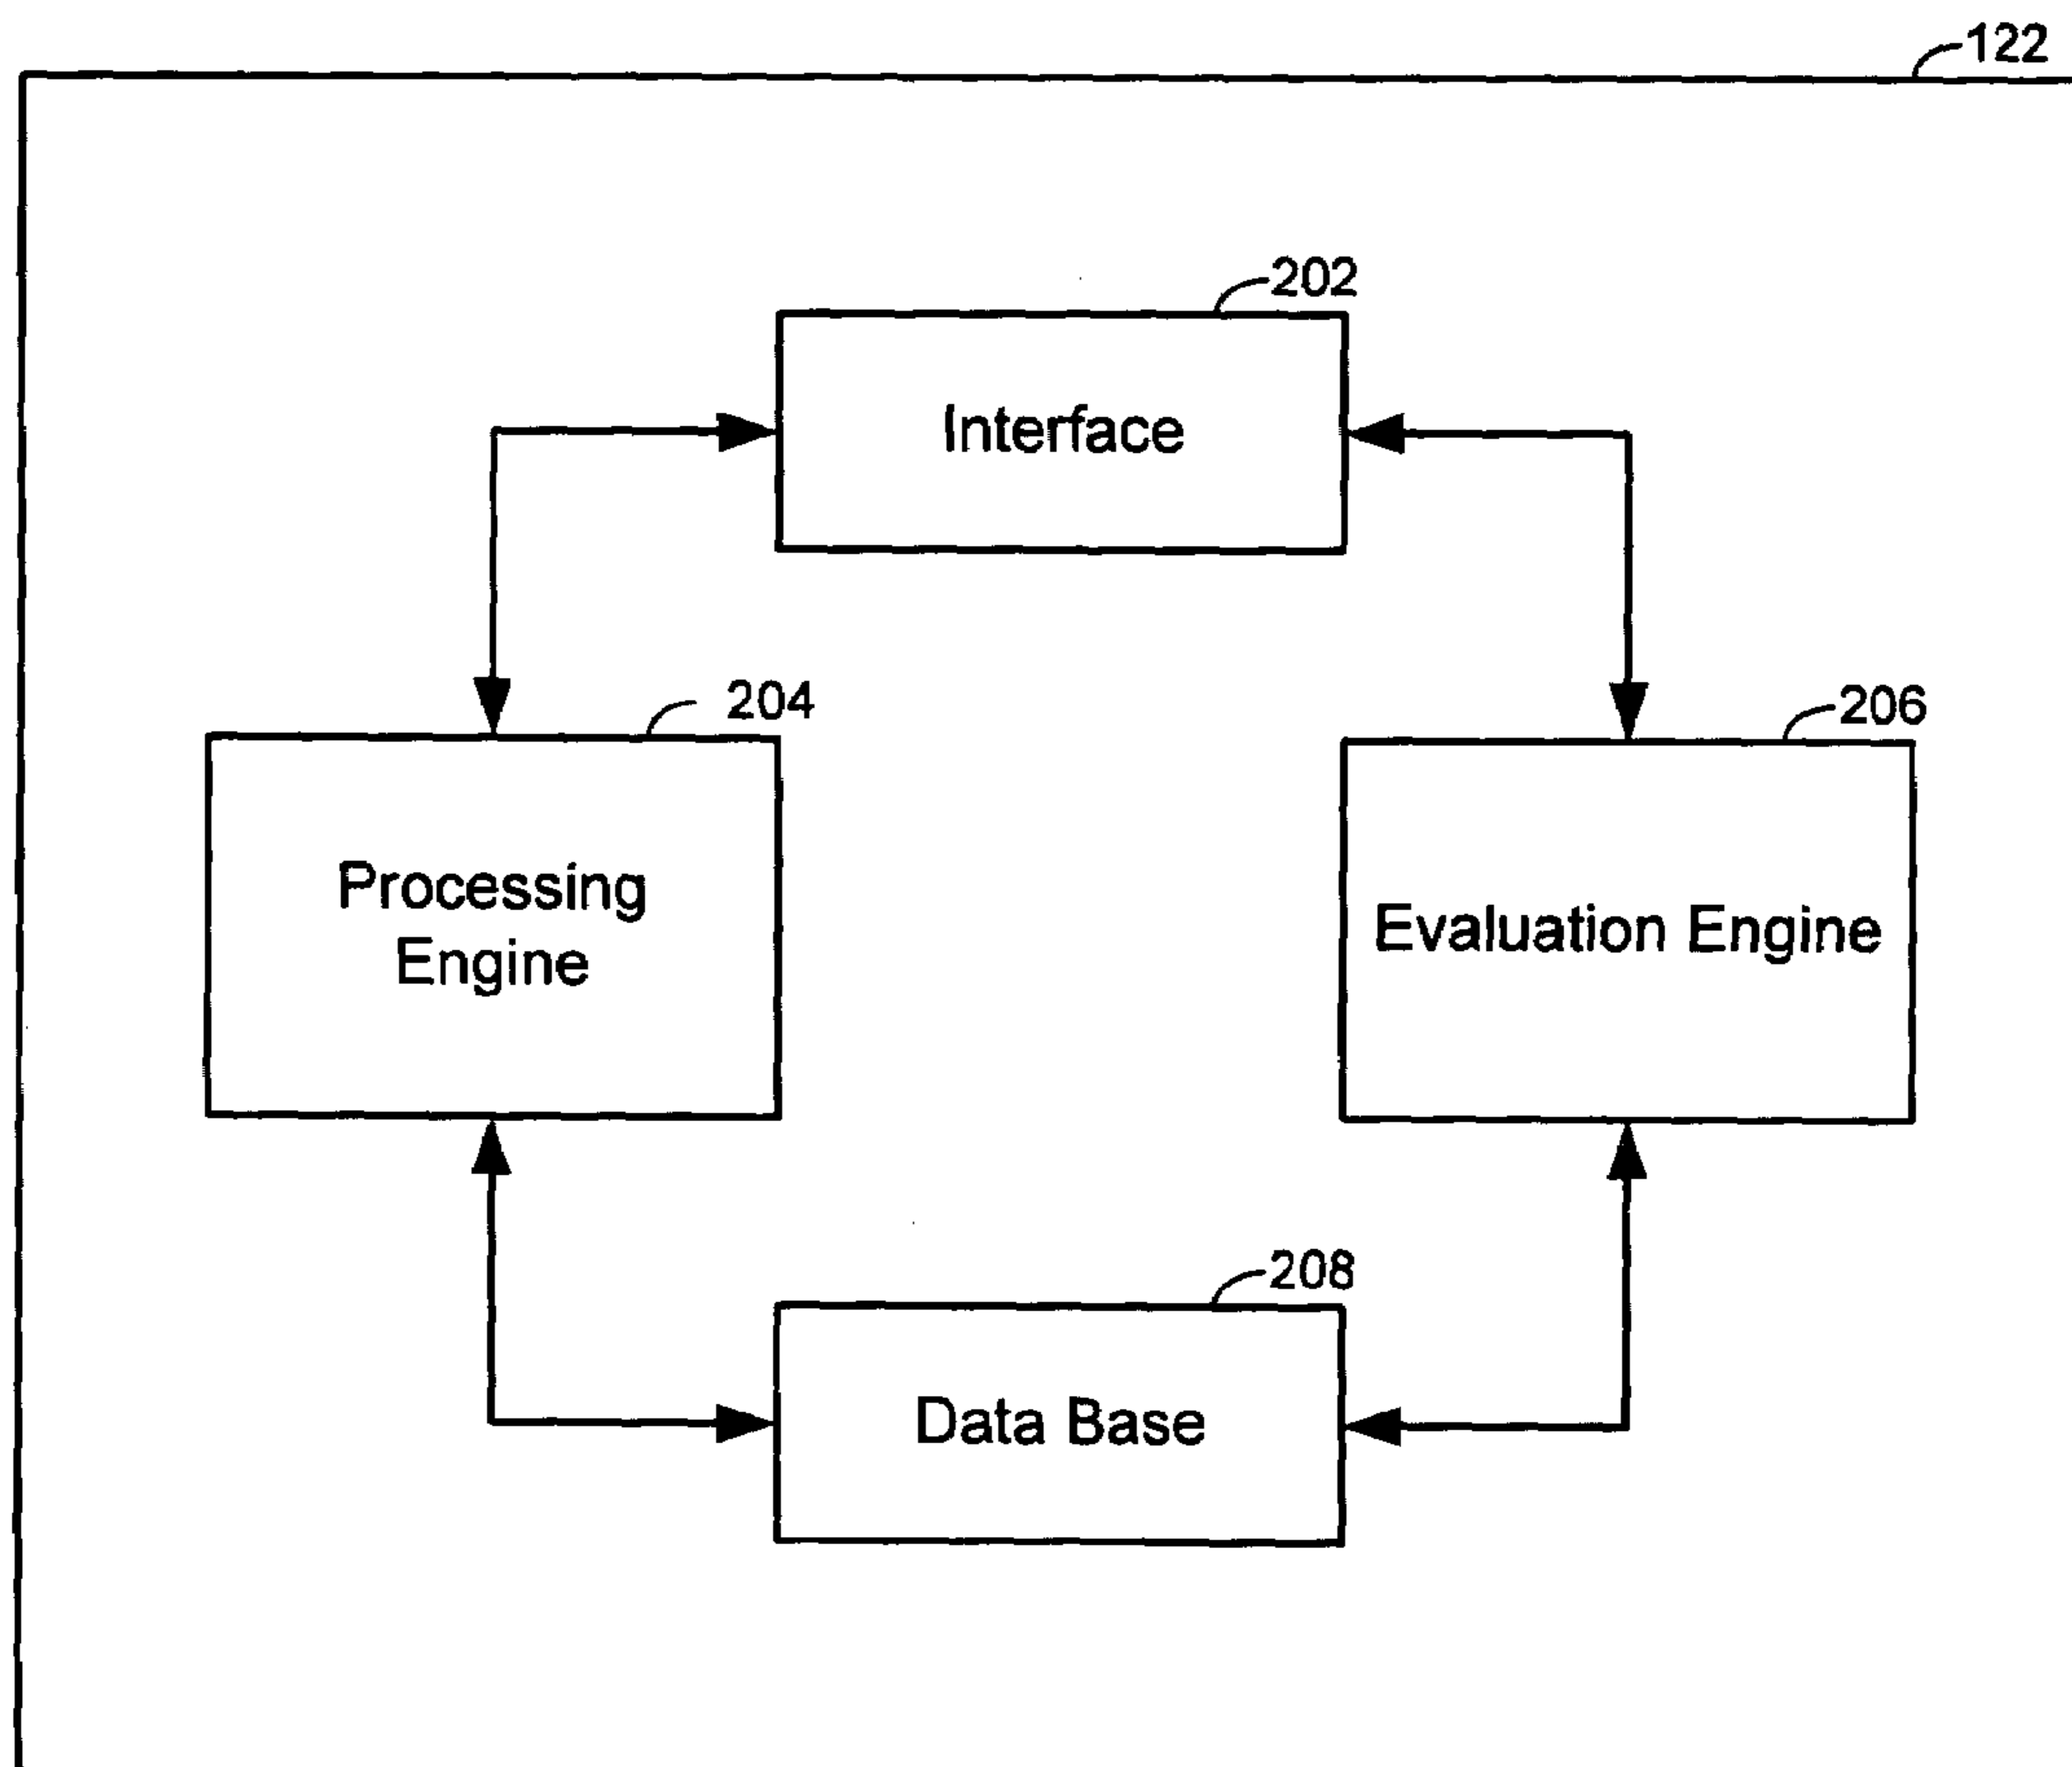 122
202
Interface
204
206
Processing
Engine
Evaluation Engine
208
Data Base